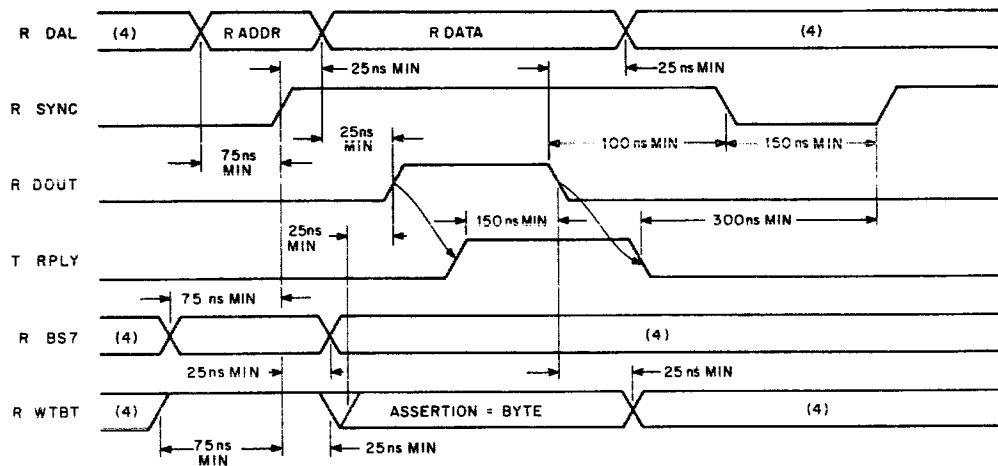 R DAL (4) R ADDR R DATA (4)
25ns MIN 25ns MIN
R SYNC
75ns MIN 25ns MIN 100ns MIN 150ns MIN
R DOUT
25ns MIN 150ns MIN 300ns MIN
T RPLY
75 ns MIN
R BS7 (4) (4)
25ns MIN 25ns MIN
R WTBT (4) ASSERTION = BYTE (4)
75ns MIN 25ns MIN